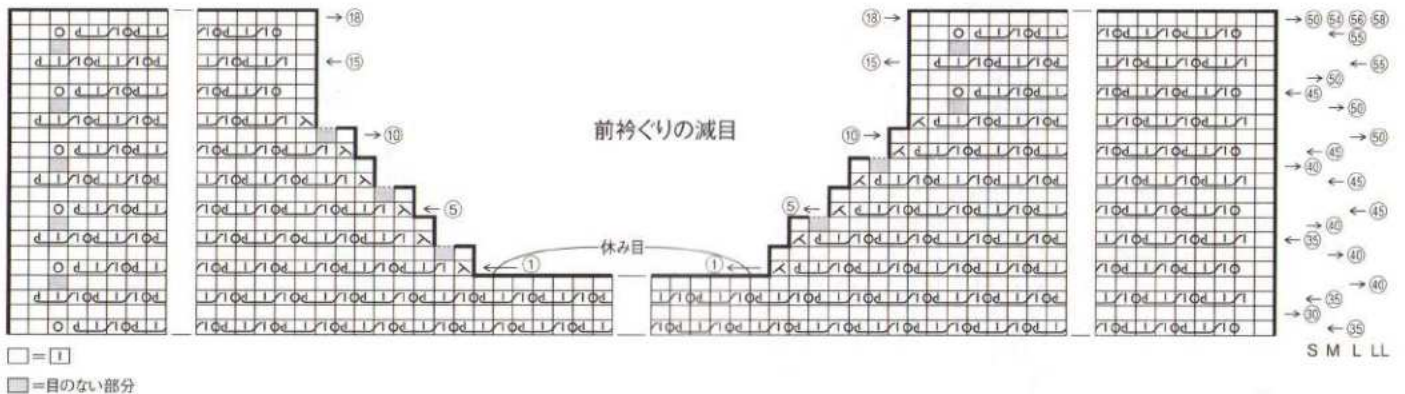 →⑱ ⑱→ →㊿ 54 56 58
←55
←⑮ ⑮← ←55
→㊿
←㊺
→㊿
→⑩ 前衿ぐりの減目 ⑩→ →㊿
←㊺
→㊵
←㊺
←⑤ ⑤← ←㊺
→㊵
←㉟
休み目 →㊵
←① ①←
→㊵
←㉟
→㉚
←㉟
S M L LL
□=I
=目のない部分